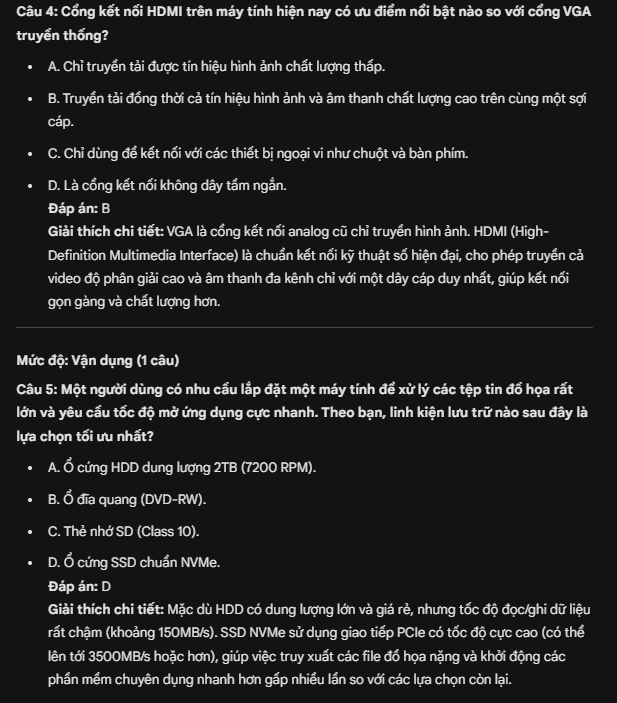 Câu 4: Cổng kết nối HDMI trên máy tính hiện nay có ưu điểm nổi bật nào so với cổng VGA
truyền thống?
• A. Chỉ truyền tải được tín hiệu hình ảnh chất lượng thấp.
• B. Truyền tải đồng thời cả tín hiệu hình ảnh và âm thanh chất lượng cao trên cùng một sợi
cáp.
• C. Chỉ dùng để kết nối với các thiết bị ngoại vi như chuột và bàn phím.
• D. Là cổng kết nối không dây tầm ngắn.
Đáp án: B
Giải thích chi tiết: VGA là cổng kết nối analog cũ chỉ truyền hình ảnh. HDMI (High-
Definition Multimedia Interface) là chuẩn kết nối kỹ thuật số hiện đại, cho phép truyền cả
video độ phân giải cao và âm thanh đa kênh chỉ với một dây cáp duy nhất, giúp kết nối
gọn gàng và chất lượng hơn.
Mức độ: Vận dụng (1 câu)
Câu 5: Một người dùng có nhu cầu lắp đặt một máy tính để xử lý các tệp tin đồ họa rất
lớn và yêu cầu tốc độ mở ứng dụng cực nhanh. Theo bạn, linh kiện lưu trữ nào sau đây là
lựa chọn tối ưu nhất?
• A. Ổ cứng HDD dung lượng 2TB (7200 RPM).
• B. Ổ đĩa quang (DVD-RW).
• C. Thẻ nhớ SD (Class 10).
• D. Ổ cứng SSD chuẩn NVMe.
Đáp án: D
Giải thích chi tiết: Mặc dù HDD có dung lượng lớn và giá rẻ, nhưng tốc độ đọc/ghi dữ liệu
rất chậm (khoảng 150MB/s). SSD NVMe sử dụng giao tiếp PCIe có tốc độ cực cao (có thể
lên tới 3500MB/s hoặc hơn), giúp việc truy xuất các file đồ họa nặng và khởi động các
phần mềm chuyên dụng nhanh hơn gấp nhiều lần so với các lựa chọn còn lại.